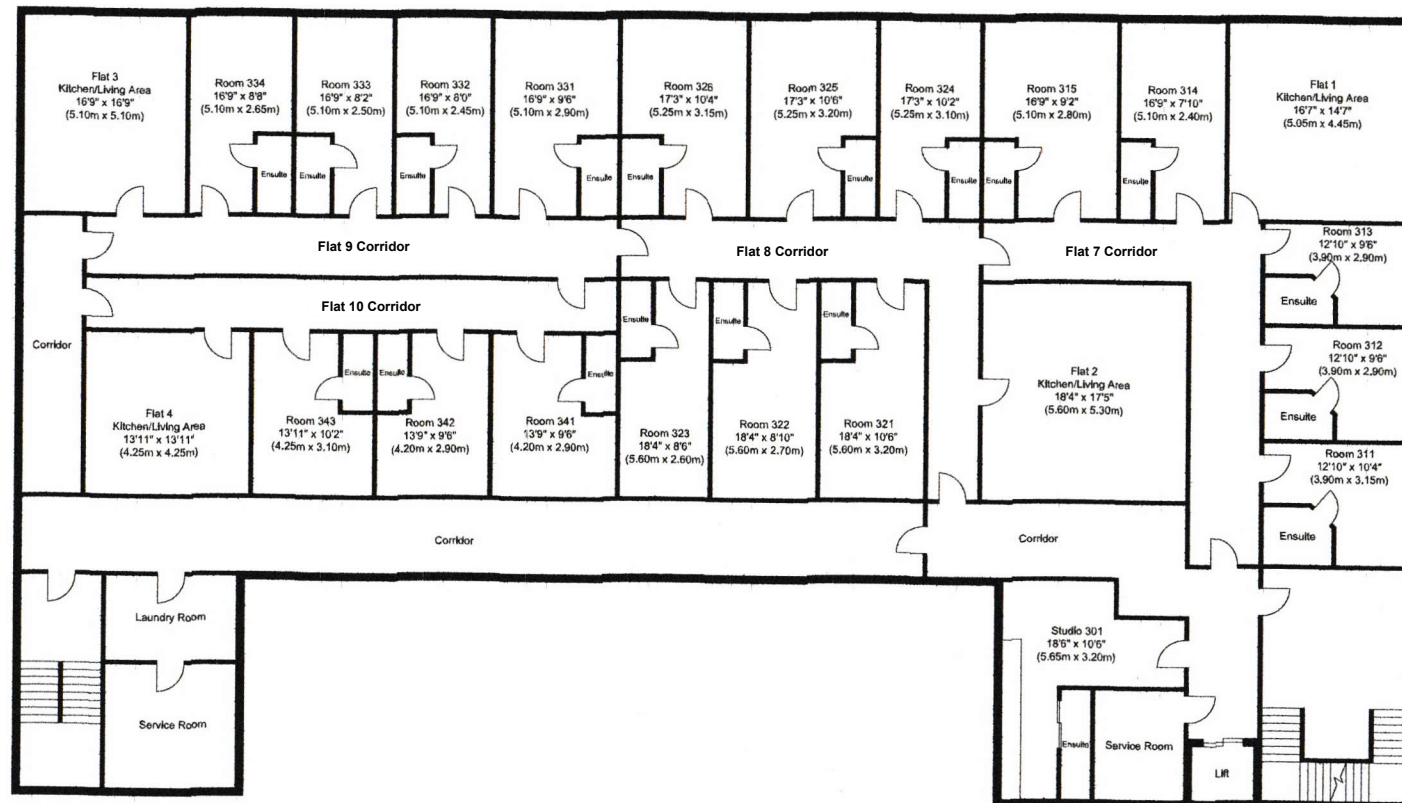 Flat 3
Kitchen/Living Area
16'9" x 16'9"
(5.10m x 5.10m)
Room 334
16'9" x 8'8"
(5.10m x 2.65m)
Room 333
16'9" x 8'2"
(5.10m x 2.50m)
Room 332
16'9" x 8'0"
(5.10m x 2.45m)
Room 331
16'9" x 9'6"
(5.10m x 2.90m)
Room 326
17'3" x 10'4"
(5.25m x 3.15m)
Room 325
17'3" x 10'6"
(5.25m x 3.20m)
Room 324
17'3" x 10'2"
(5.25m x 3.10m)
Room 315
16'9" x 9'2"
(5.10m x 2.80m)
Room 314
16'9" x 7'10"
(5.10m x 2.40m)
Flat 1
Kitchen/Living Area
16'7" x 14'7"
(5.05m x 4.45m)
Ensuite
Ensuite
Ensuite
Ensuite
Ensuite
Ensuite
Ensuite
Ensuite
Ensuite
Flat 9 Corridor
Flat 8 Corridor
Flat 7 Corridor
Room 313
12'10" x 9'6"
(3.90m x 2.90m)
Ensuite
Flat 10 Corridor
Ensuite
Ensuite
Ensuite
Corridor
Ensuite
Ensuite
Ensuite
Room 312
12'10" x 9'6"
(3.90m x 2.90m)
Ensuite
Flat 2
Kitchen/Living Area
18'4" x 17'5"
(5.60m x 5.30m)
Flat 4
Kitchen/Living Area
13'11" x 13'11"
(4.25m x 4.25m)
Room 343
13'11" x 10'2"
(4.25m x 3.10m)
Room 342
13'9" x 9'6"
(4.20m x 2.90m)
Room 341
13'9" x 9'6"
(4.20m x 2.90m)
Room 323
18'4" x 8'6"
(5.60m x 2.60m)
Room 322
18'4" x 8'10"
(5.60m x 2.70m)
Room 321
18'4" x 10'6"
(5.60m x 3.20m)
Room 311
12'10" x 10'4"
(3.90m x 3.15m)
Ensuite
Corridor
Corridor
Laundry Room
Service Room
Studio 301
18'6" x 10'6"
(5.65m x 3.20m)
Ensuite
Service Room
Lift